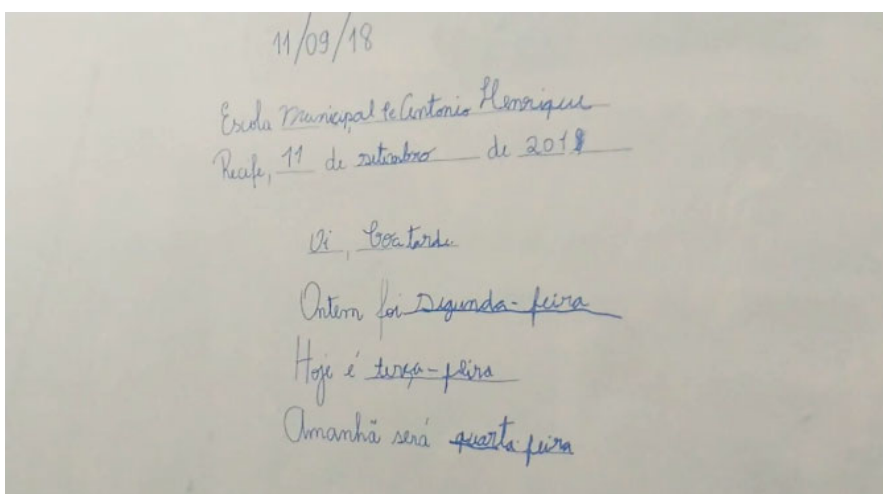 11/09/18
Escola Municipal Pe Antonio Henrique
Recife, 11 de setembro de 2018
Oi, boa tarde
Ontem foi Segunda-feira
Hoje é terça-feira
Amanhã será quarta feira